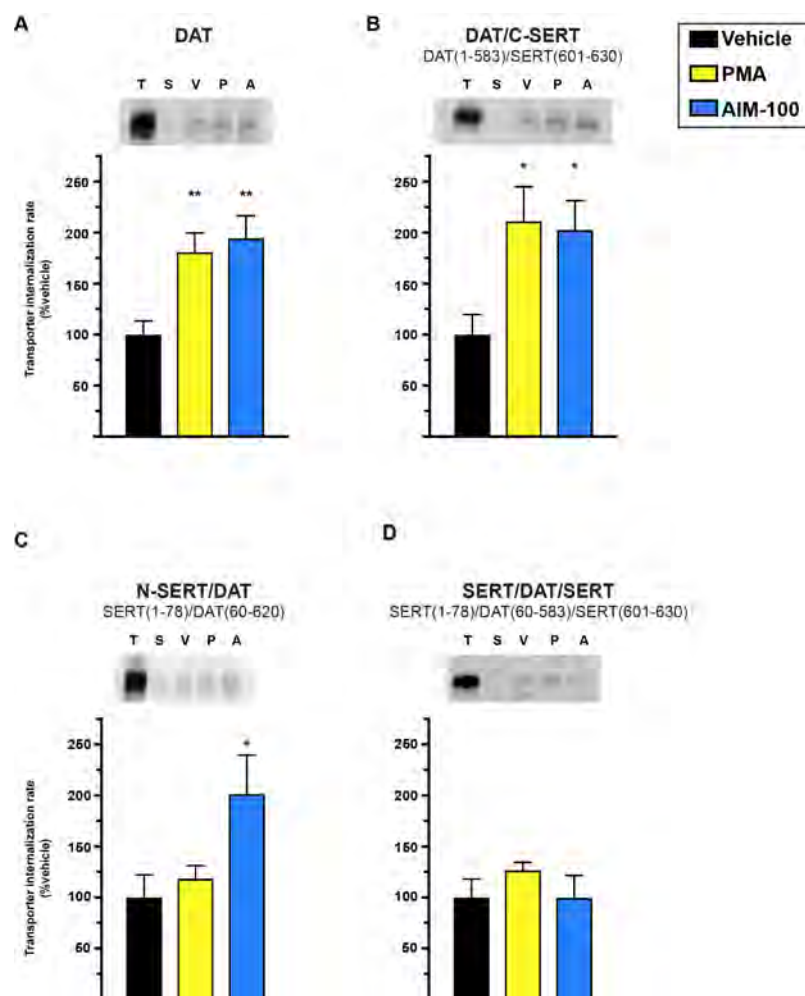 A
DAT
T S V P A
Transporter internalization rate
(%vehicle)
250
200
150
100
50
**
**
B
DAT/C-SERT
DAT(1-583)/SERT(601-630)
T S V P A
250
200
150
100
50
*
*
Vehicle
PMA
AIM-100
C
N-SERT/DAT
SERT(1-78)/DAT(60-620)
T S V P A
Transporter internalization rate
(%vehicle)
250
200
150
100
50
*
D
SERT/DAT/SERT
SERT(1-78)/DAT(60-583)/SERT(601-630)
T S V P A
250
200
150
100
50